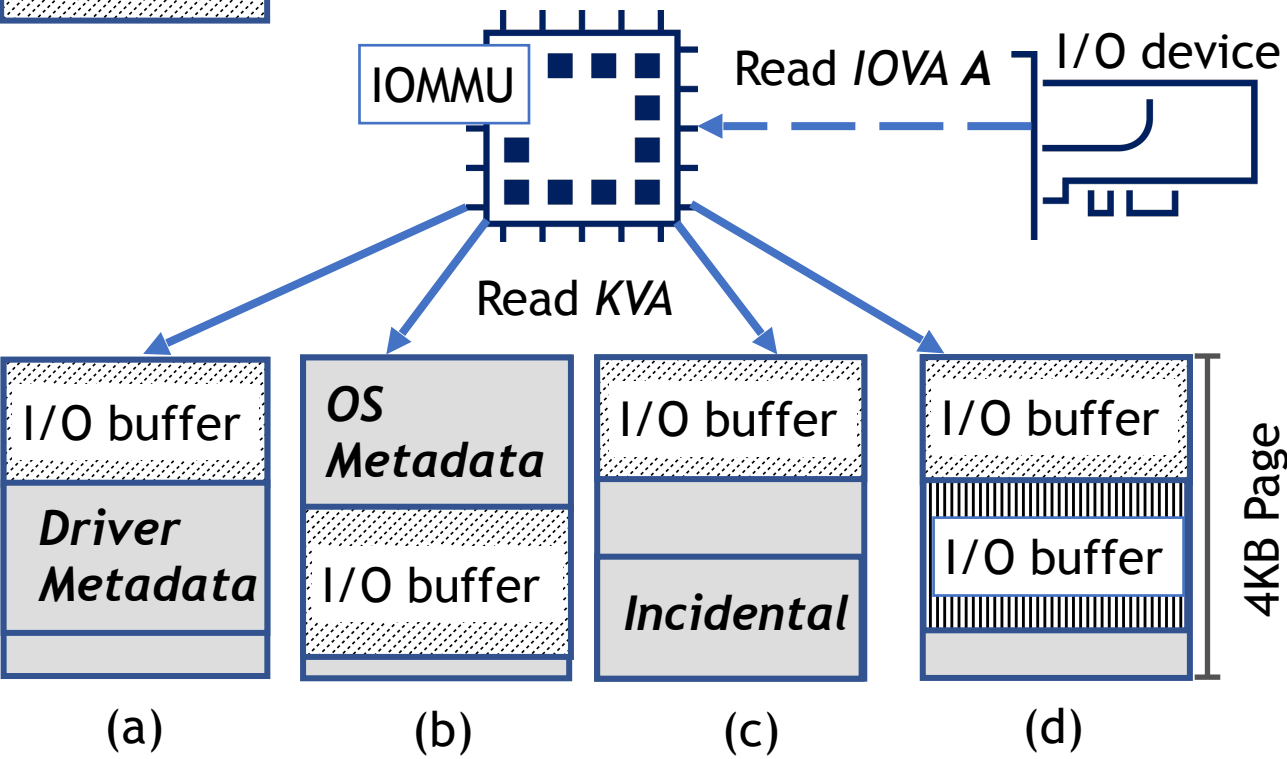 IOMMU
Read IOVA A
I/O device
Read KVA
I/O buffer
Driver
Metadata
OS
Metadata
I/O buffer
I/O buffer
Incidental
I/O buffer
I/O buffer
4KB Page
(a)
(b)
(c)
(d)